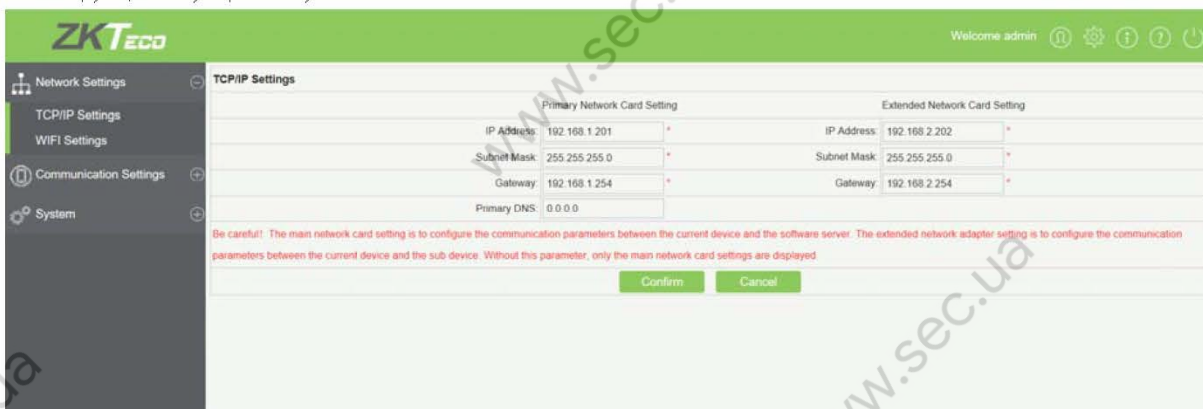 ZKTeco
Welcome admin
Network Settings
TCP/IP Settings
WIFI Settings
Communication Settings
System
TCP/IP Settings
Primary Network Card Setting Extended Network Card Setting
IP Address: 192.168.1.201 * IP Address: 192.168.2.202 *
Subnet Mask: 255.255.255.0 * Subnet Mask: 255.255.255.0 *
Gateway: 192.168.1.254 * Gateway: 192.168.2.254 *
Primary DNS: 0.0.0.0
Be careful!! The main network card setting is to configure the communication parameters between the current device and the software server. The extended network adapter setting is to configure the communication
parameters between the current device and the sub device. Without this parameter, only the main network card settings are displayed
Confirm Cancel
www.sec.ua